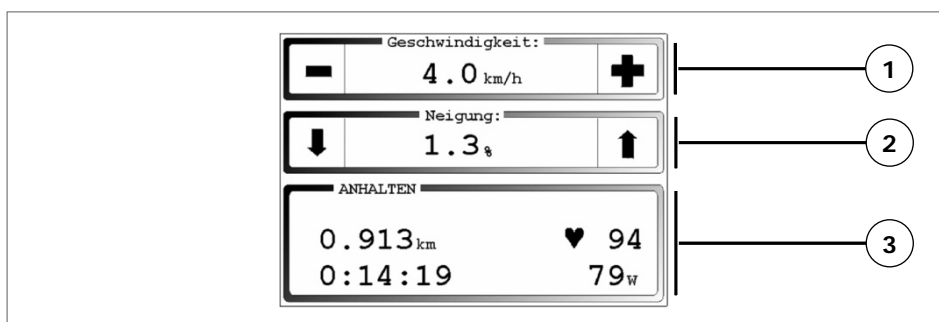 Geschwindigkeit:
4.0 km/h
1
Neigung:
1.3 %
2
ANHALTEN
0.913 km ♥ 94
3
0:14:19 79 W